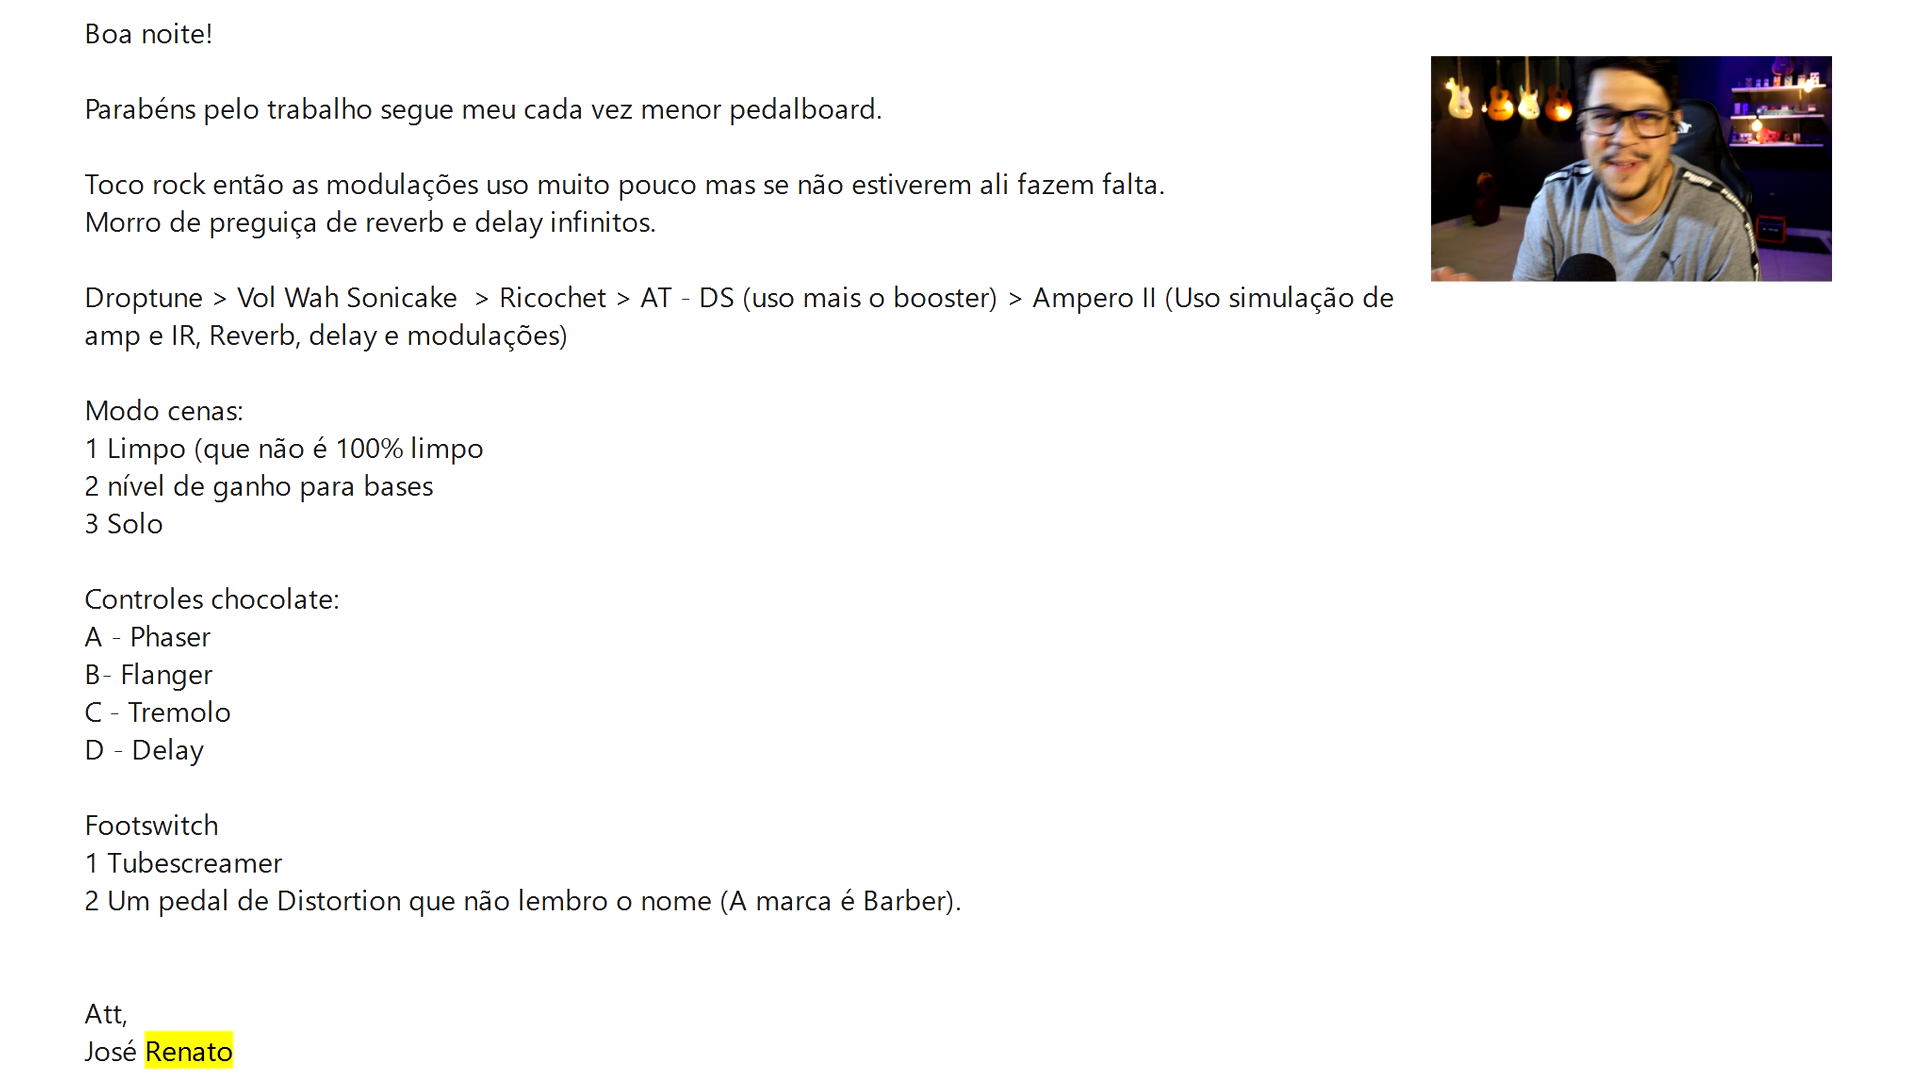 Boa noite!
Parabéns pelo trabalho segue meu cada vez menor pedalboard.
Toco rock então as modulações uso muito pouco mas se não estiverem ali fazem falta.
Morro de preguiça de reverb e delay infinitos.
Droptune > Vol Wah Sonicake  > Ricochet > AT - DS (uso mais o booster) > Ampero II (Uso simulação de
amp e IR, Reverb, delay e modulações)
Modo cenas:
1 Limpo (que não é 100% limpo
2 nível de ganho para bases
3 Solo
Controles chocolate:
A - Phaser
B- Flanger
C - Tremolo
D - Delay
Footswitch
1 Tubescreamer
2 Um pedal de Distortion que não lembro o nome (A marca é Barber).
Att,
José Renato